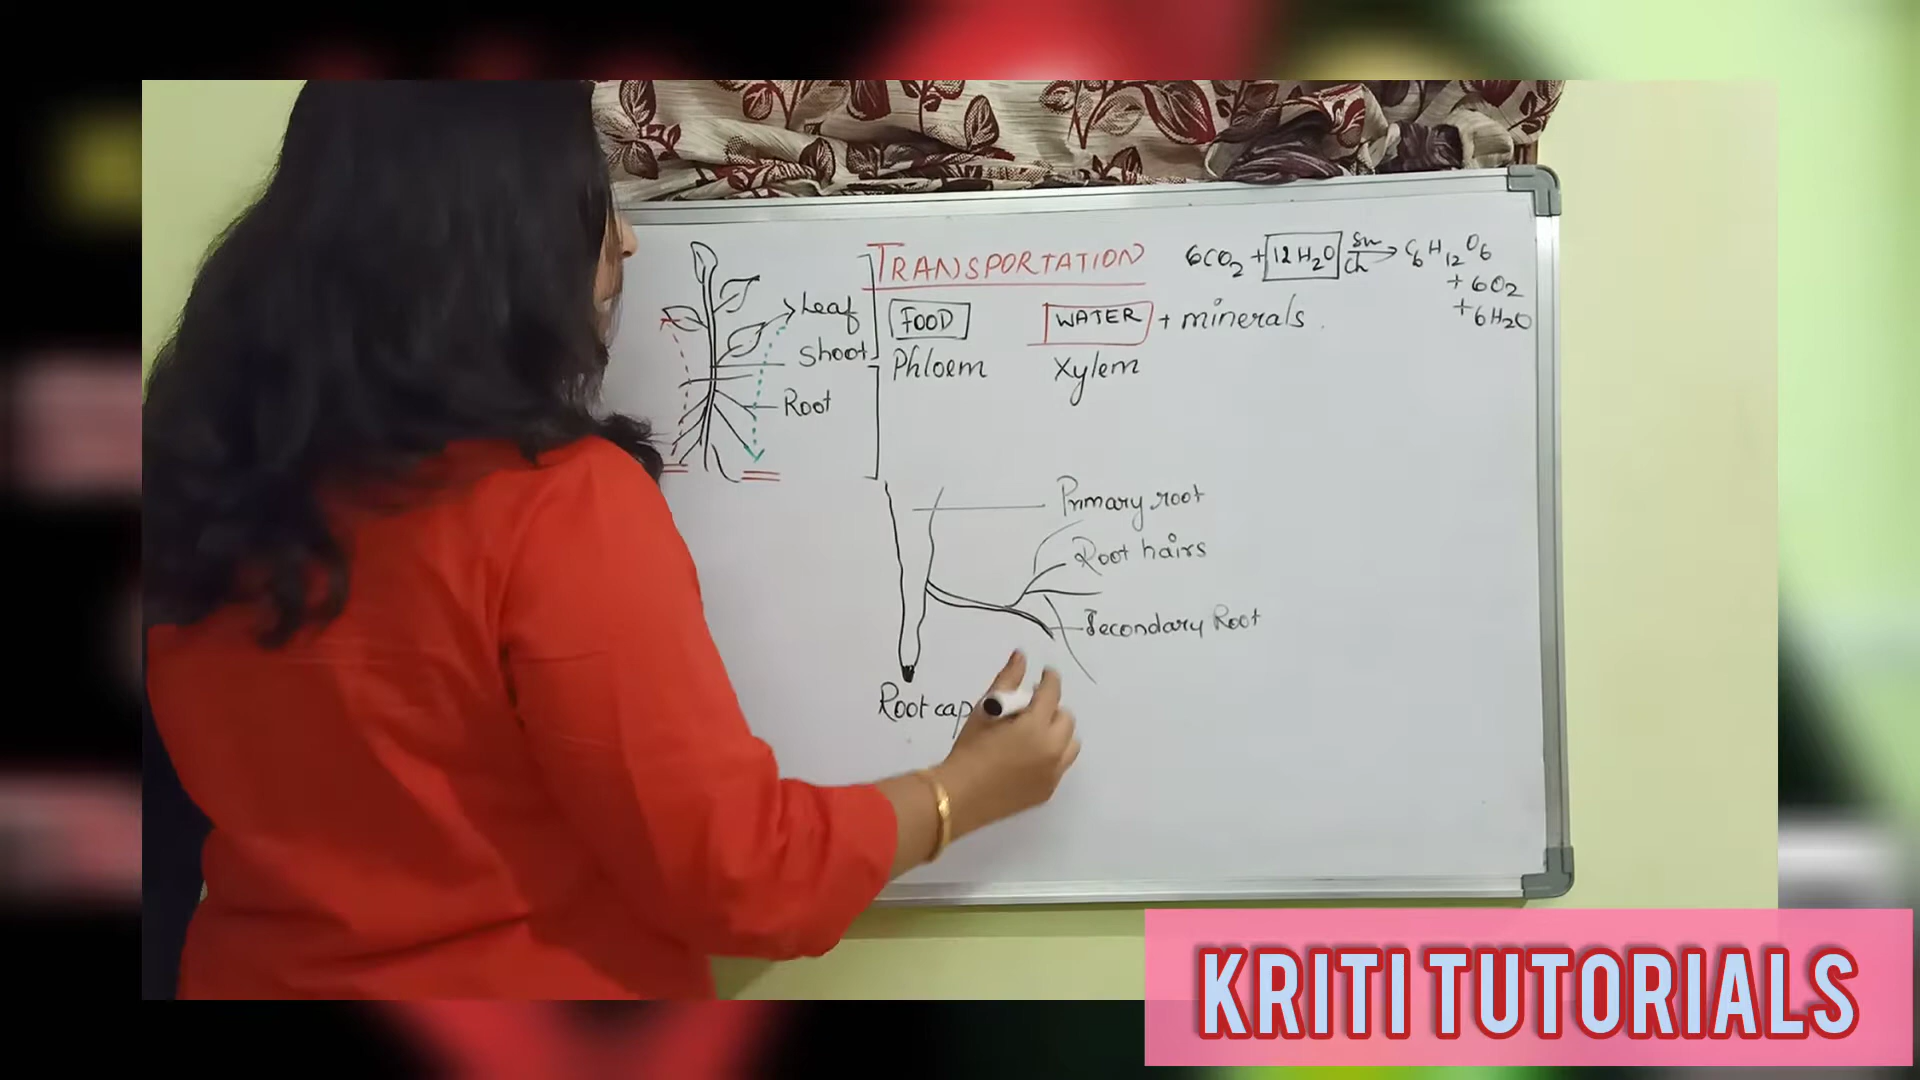 TRANSPORTATION
6CO2 + 12H2O Sun Ch → C6H12O6
+ 6O2
+ 6H2O
Leaf
FOOD
WATER + minerals
Shoot
Phloem
Xylem
Root
Primary root
Root hairs
Secondary Root
Root cap
KRITI TUTORIALS